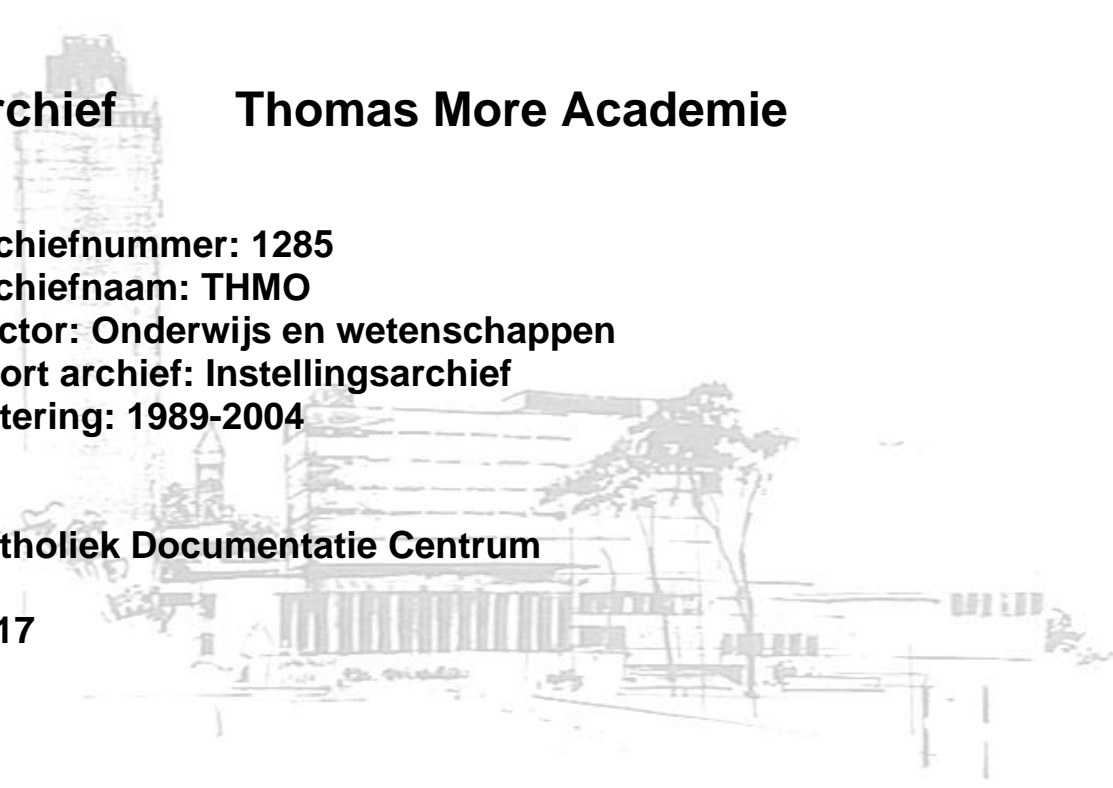 rchief Thomas More Academie
chiefnummer: 1285
chiefnaam: THMO
ctor: Onderwijs en wetenschappen
ort archief: Instellingsarchief
tering: 1989-2004
tholiek Documentatie Centrum
17